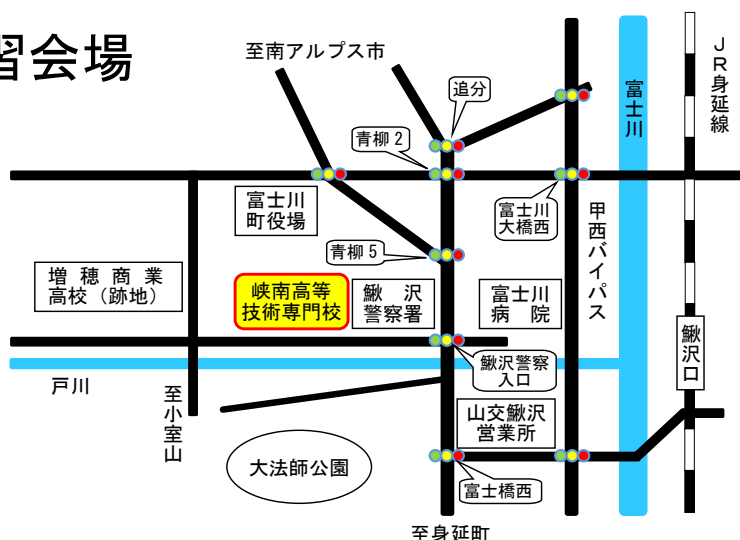 習会場
至南アルプス市
追分
青柳2
富士川
JR身延線
富士川
町役場
富士川
大橋西
甲西バイパス
青柳5
増穂商業
高校（跡地）
峡南高等
技術専門校
鰍沢
警察署
富士川
病院
鰍沢口
鰍沢警察
入口
戸川
至小室山
山交鰍沢
営業所
大法師公園
富士橋西
至身延町